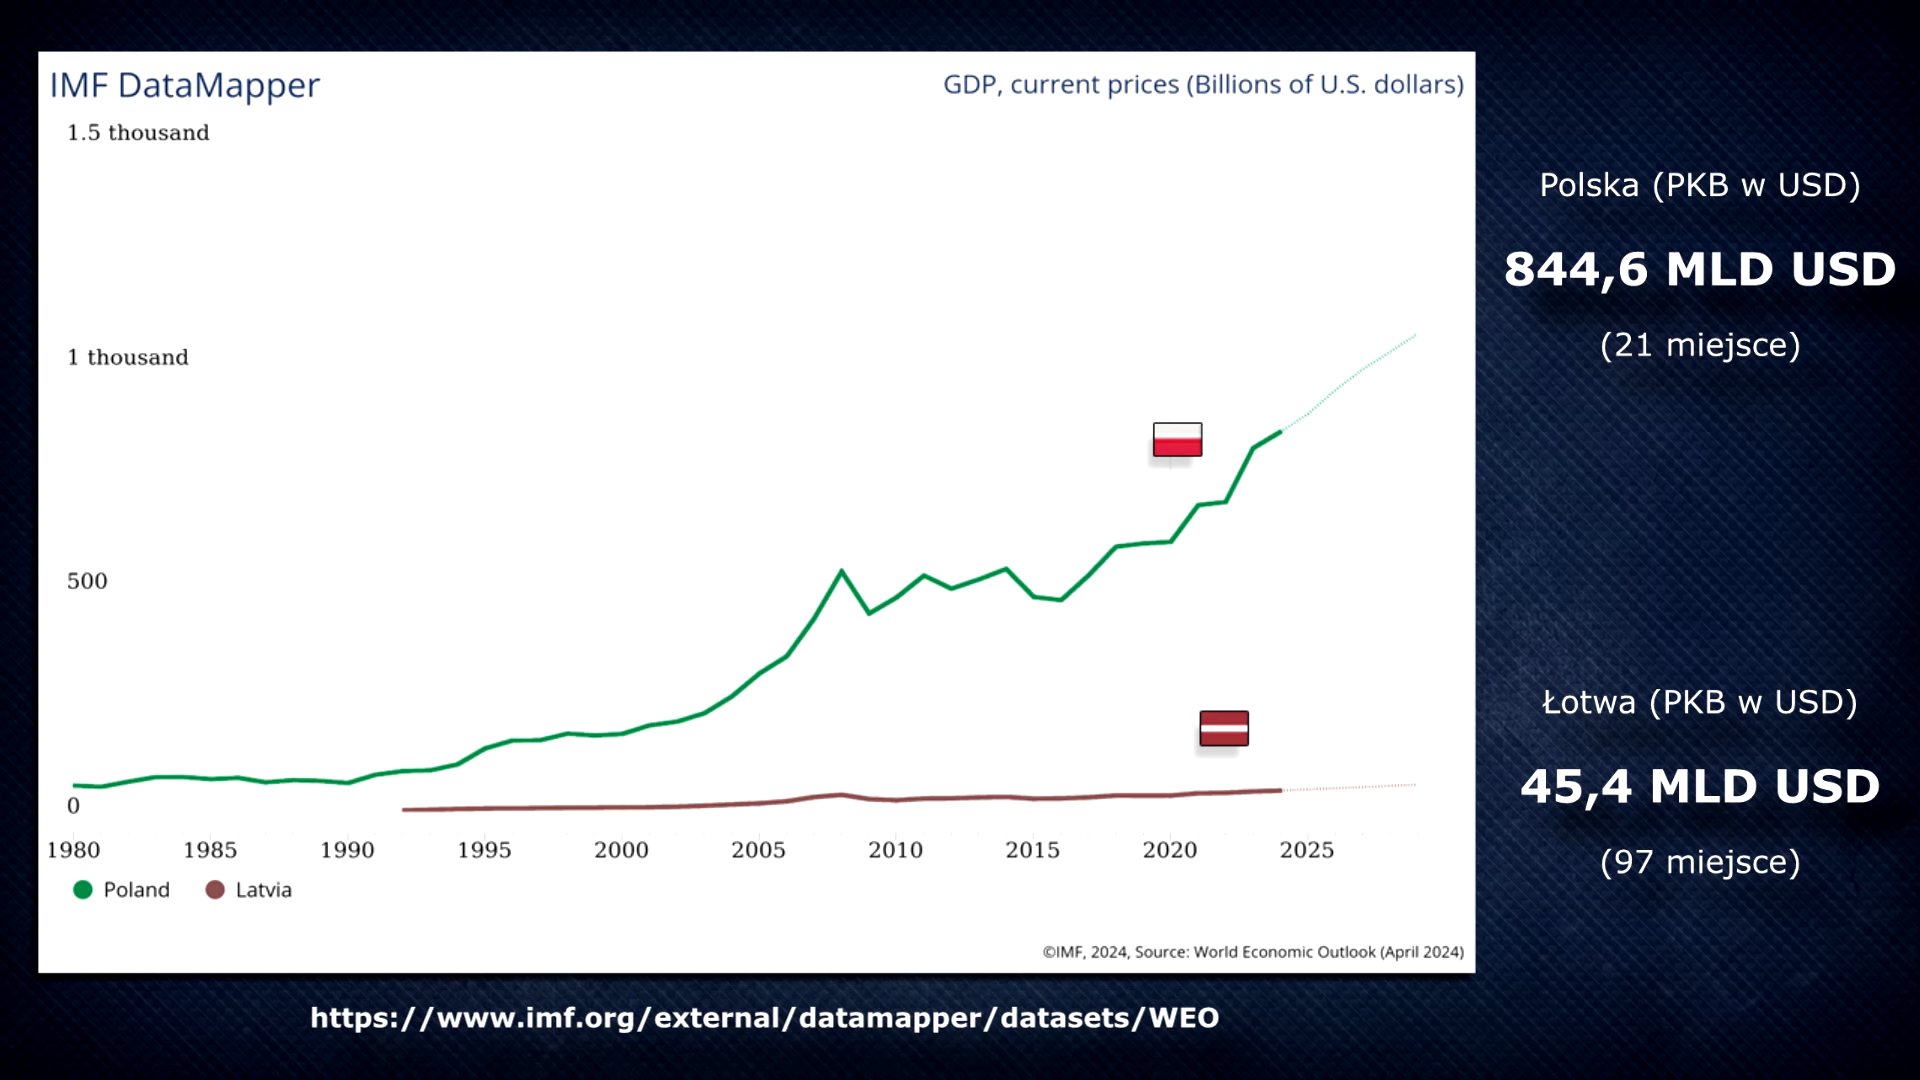 IMF DataMapper
GDP, current prices (Billions of U.S. dollars)
1.5 thousand
1 thousand
500
0
1980 1985 1990 1995 2000 2005 2010 2015 2020 2025
Poland Latvia
©IMF, 2024, Source: World Economic Outlook (April 2024)
https://www.imf.org/external/datamapper/datasets/WEO
Polska (PKB w USD)
844,6 MLD USD
(21 miejsce)
Łotwa (PKB w USD)
45,4 MLD USD
(97 miejsce)